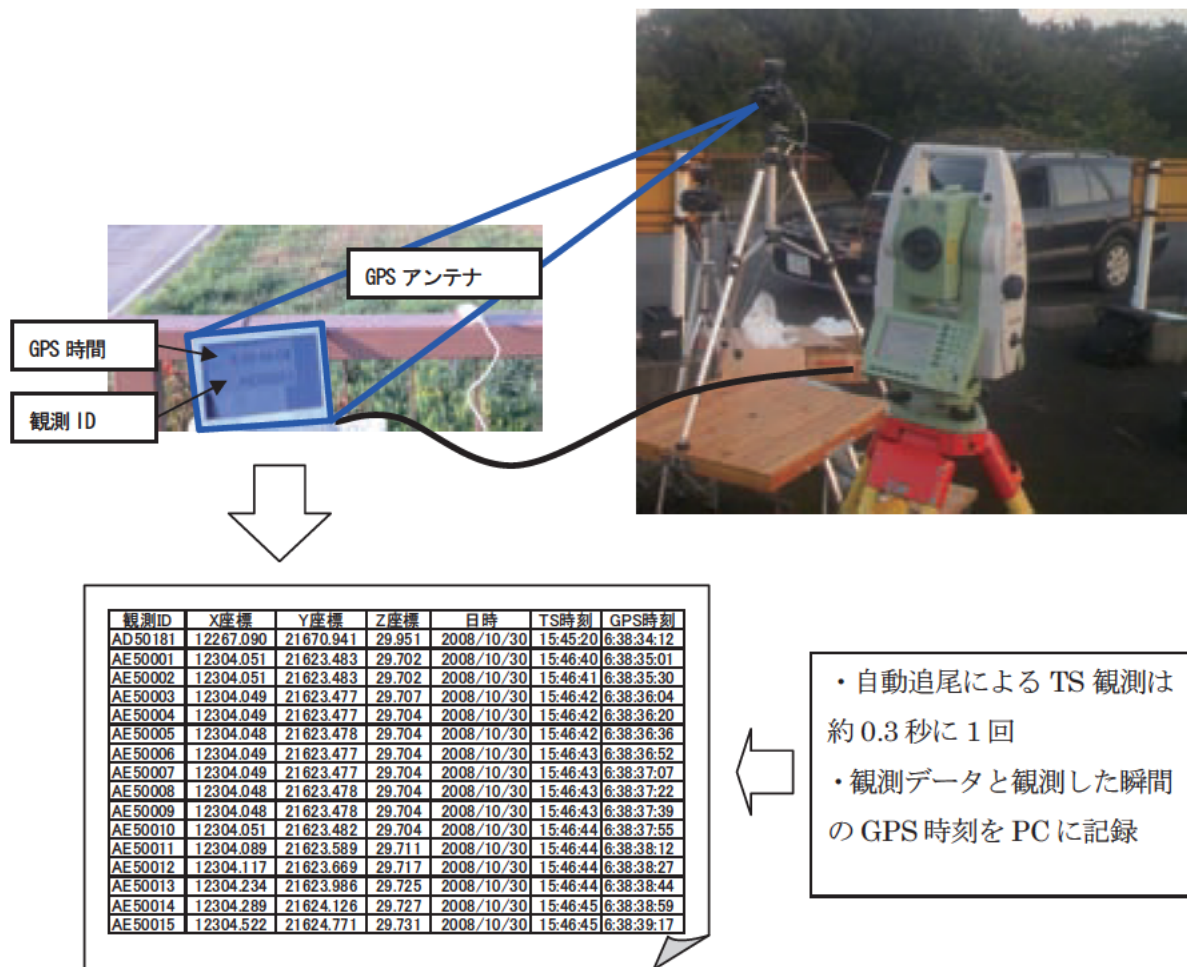 GPS アンテナ
GPS 時間
観測 ID
観測ID X座標 Y座標 Z座標 日時 TS時刻 GPS時刻
AD50181 12267.090 21670.941 29.951 2008/10/30 15:45:20 6:38:34:12
AE50001 12304.051 21623.483 29.702 2008/10/30 15:46:40 6:38:35:01
AE50002 12304.051 21623.483 29.702 2008/10/30 15:46:41 6:38:35:30
AE50003 12304.049 21623.477 29.707 2008/10/30 15:46:42 6:38:36:04
AE50004 12304.049 21623.477 29.704 2008/10/30 15:46:42 6:38:36:20
AE50005 12304.048 21623.478 29.704 2008/10/30 15:46:42 6:38:36:36
AE50006 12304.049 21623.477 29.704 2008/10/30 15:46:43 6:38:36:52
AE50007 12304.049 21623.477 29.704 2008/10/30 15:46:43 6:38:37:07
AE50008 12304.048 21623.478 29.704 2008/10/30 15:46:43 6:38:37:22
AE50009 12304.048 21623.478 29.704 2008/10/30 15:46:43 6:38:37:39
AE50010 12304.051 21623.482 29.704 2008/10/30 15:46:44 6:38:37:55
AE50011 12304.089 21623.589 29.711 2008/10/30 15:46:44 6:38:38:12
AE50012 12304.117 21623.669 29.717 2008/10/30 15:46:44 6:38:38:27
AE50013 12304.234 21623.986 29.725 2008/10/30 15:46:44 6:38:38:44
AE50014 12304.289 21624.126 29.727 2008/10/30 15:46:45 6:38:38:59
AE50015 12304.522 21624.771 29.731 2008/10/30 15:46:45 6:38:39:17
・自動追尾による TS 観測は
約 0.3 秒に 1 回
・観測データと観測した瞬間
の GPS 時刻を PC に記録